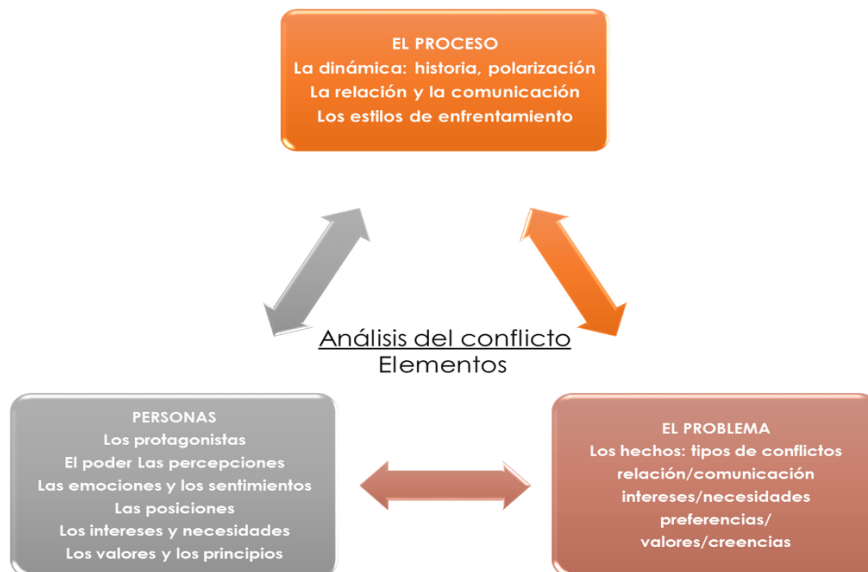 EL PROCESO
La dinámica: historia, polarización
La relación y la comunicación
Los estilos de enfrentamiento
Análisis del conflicto
Elementos
PERSONAS
Los protagonistas
El poder Las percepciones
Las emociones y los sentimientos
Las posiciones
Los intereses y necesidades
Los valores y los principios
EL PROBLEMA
Los hechos: tipos de conflictos
relación/comunicación
intereses/necesidades
preferencias/
valores/creencias